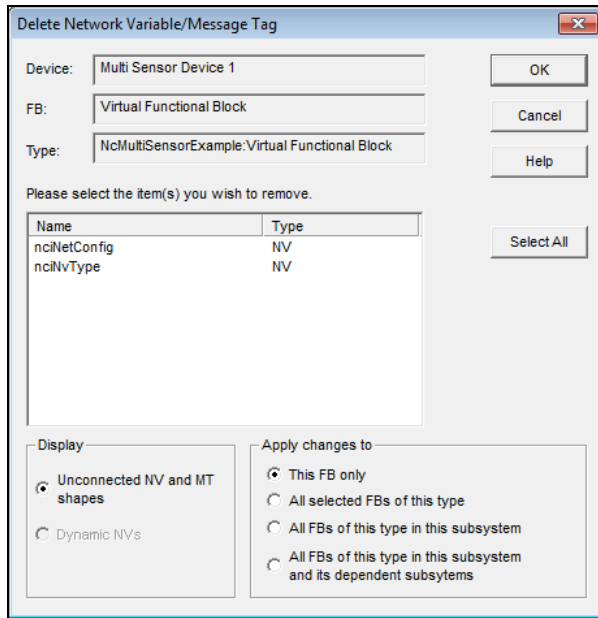 Delete Network Variable/Message Tag
Device: Multi Sensor Device 1
OK
FB: Virtual Functional Block
Cancel
Type: NcMultiSensorExample:Virtual Functional Block
Help
Please select the item(s) you wish to remove.
Name Type
Select All
nciNetConfig NV
nciNvType NV
Display
Unconnected NV and MT
shapes
Dynamic NVs
Apply changes to
This FB only
All selected FBs of this type
All FBs of this type in this subsystem
All FBs of this type in this subsystem
and its dependent subsytems